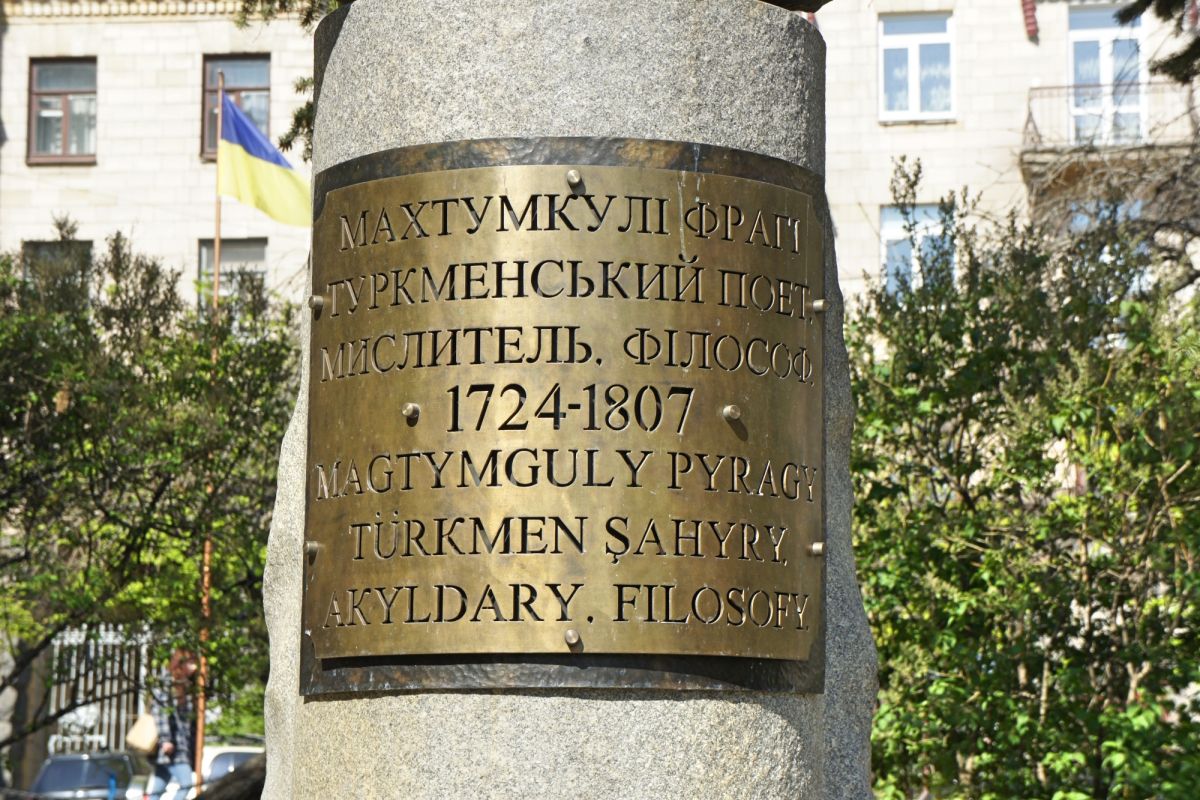 МАХТУМКУЛІ ФРАГІ
ТУРКМЕНСЬКИЙ ПОЕТ,
МИСЛИТЕЛЬ, ФІЛОСОФ.
1724-1807
MAGTYMGULY PYRAGY
TÜRKMEN ŞAHYRY,
AKYLDARY, FILOSOFY.